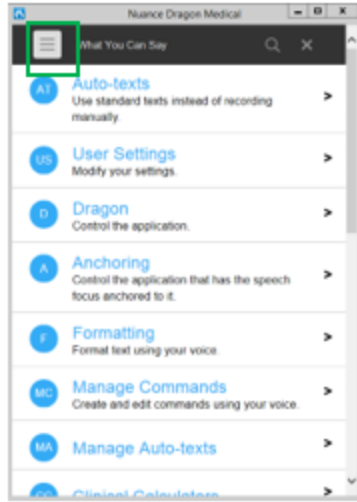 Nuance Dragon Medical
What You Can Say
AT
Auto-texts
Use standard texts instead of recording
manually.
US
User Settings
Modify your settings.
D
Dragon
Control the application.
A
Anchoring
Control the application that has the speech
focus anchored to it.
F
Formatting
Format text using your voice.
MC
Manage Commands
Create and edit commands using your voice.
MA
Manage Auto-texts
CC
Clinical Calculators